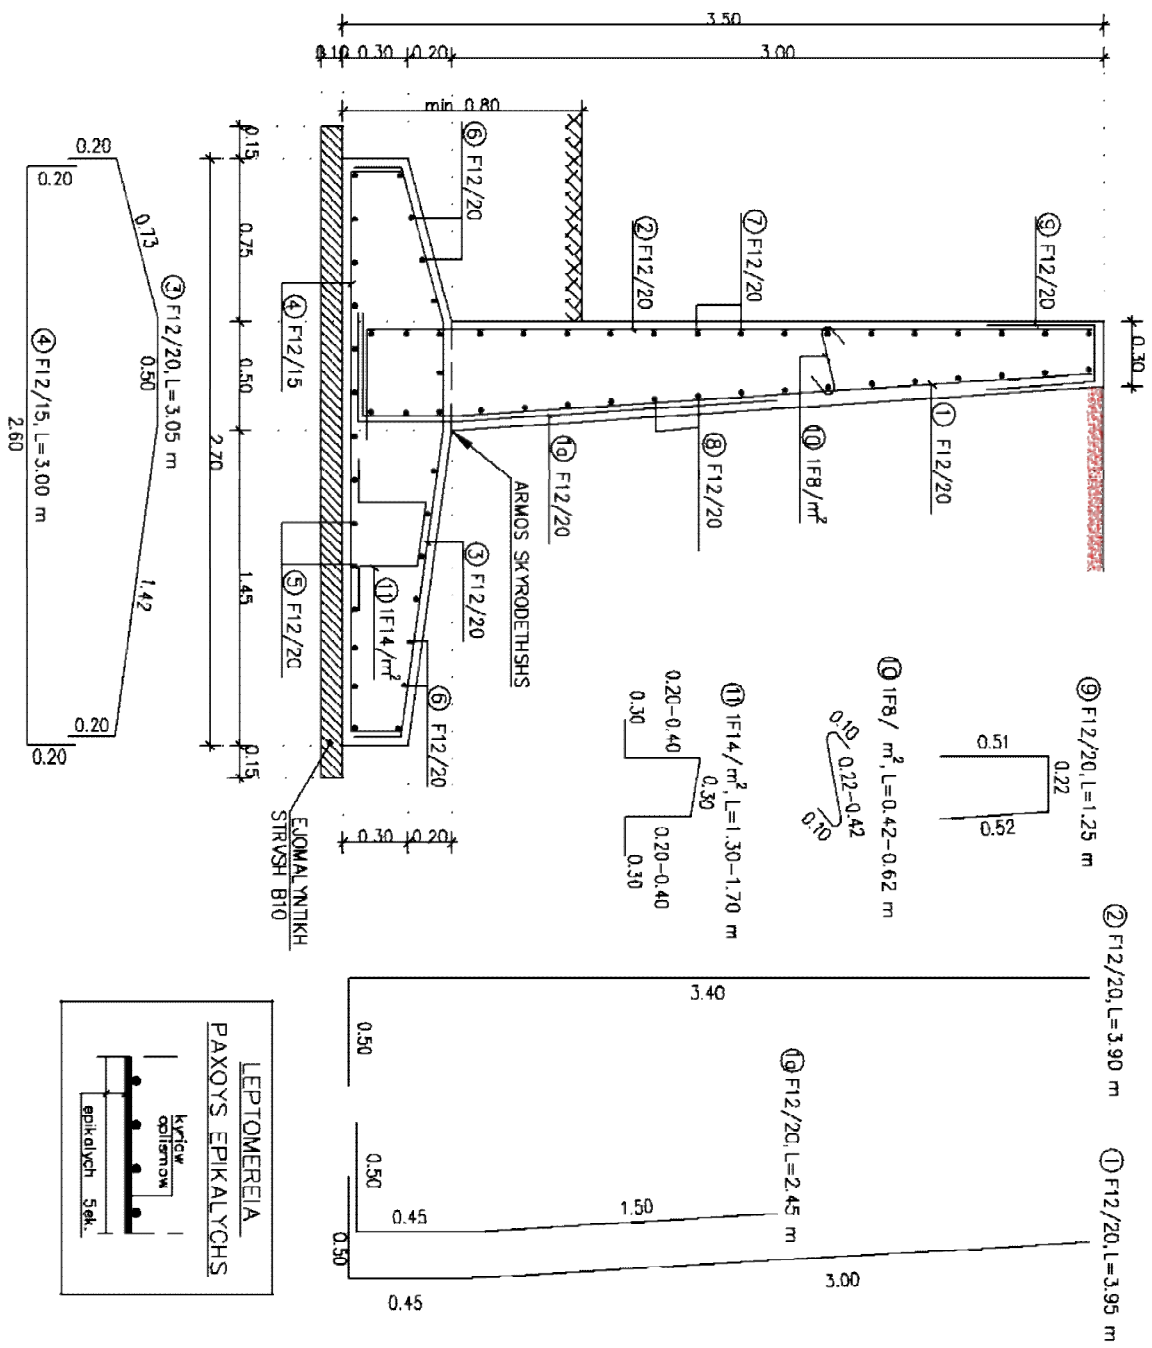 3.50
0.10
0.30
0.20
3.00
min 0.80
⑥ F12/20
② F12/20
⑦ F12/20
⑨ F12/20
0.30
0.15
0.75
0.50
1.45
0.15
2.70
④ F12/15
⑤ F12/20
⑪ 1F14/m²
③ F12/20
⑥ F12/20
1a F12/20
⑧ F12/20
⑩ 1F8/m²
① F12/20
ARMOS SKYRODETHSHS
EJOMALYNTIKH
STRVSH B10
0.30
0.20
0.20
0.20
0.73
③ F12/20, L=3.05 m
0.50
1.42
0.20
0.20
④ F12/15, L=3.00 m
2.60
⑨ F12/20, L=1.25 m
0.51
0.22
0.52
⑩ 1F8/ m², L=0.42-0.62 m
0.10
0.22-0.42
0.10
⑪ 1F14/m², L=1.30-1.70 m
0.20-0.40
0.30
0.30
0.20-0.40
0.30
② F12/20, L=3.90 m
3.40
0.50
1a F12/20, L=2.45 m
0.50
0.45
1.50
① F12/20, L=3.95 m
0.50
0.45
3.00
LEPTOMEREIA
PAXOYS EPIKALYCHS
kyriow
oplismow
epikalych 5ek.